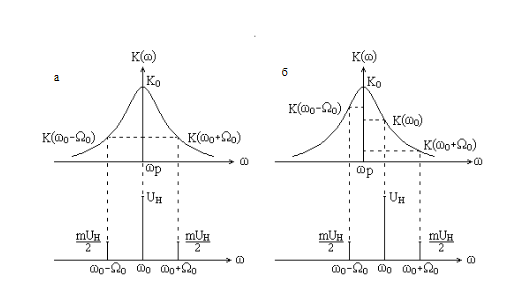 K(ω)
K(ω)
а
б
K₀
K₀
K(ω₀-Ω₀)
K(ω₀+Ω₀)
K(ω₀-Ω₀)
K(ω₀)
K(ω₀+Ω₀)
ω
ω
ωр
ωр
Uн
Uн
mUн
2
mUн
2
mUн
2
mUн
2
ω
ω
ω₀-Ω₀
ω₀
ω₀+Ω₀
ω₀-Ω₀
ω₀
ω₀+Ω₀